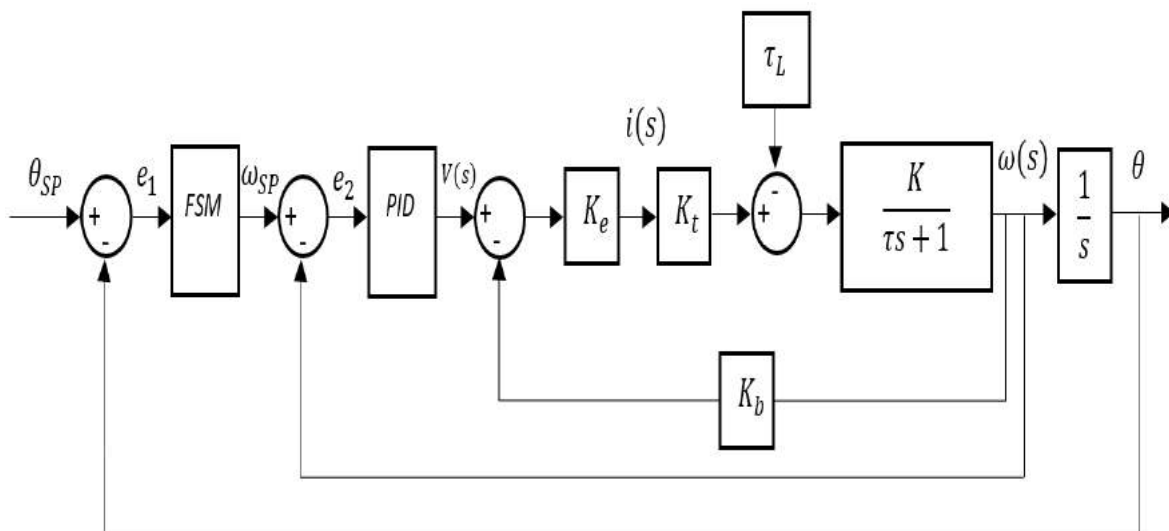 τ_L
i(s)
θ_SP
+
-
e_1
FSM
ω_SP
+
-
e_2
PID
V(s)
+
-
K_e
K_t
+
-
K
τs + 1
ω(s)
1
s
θ
K_b